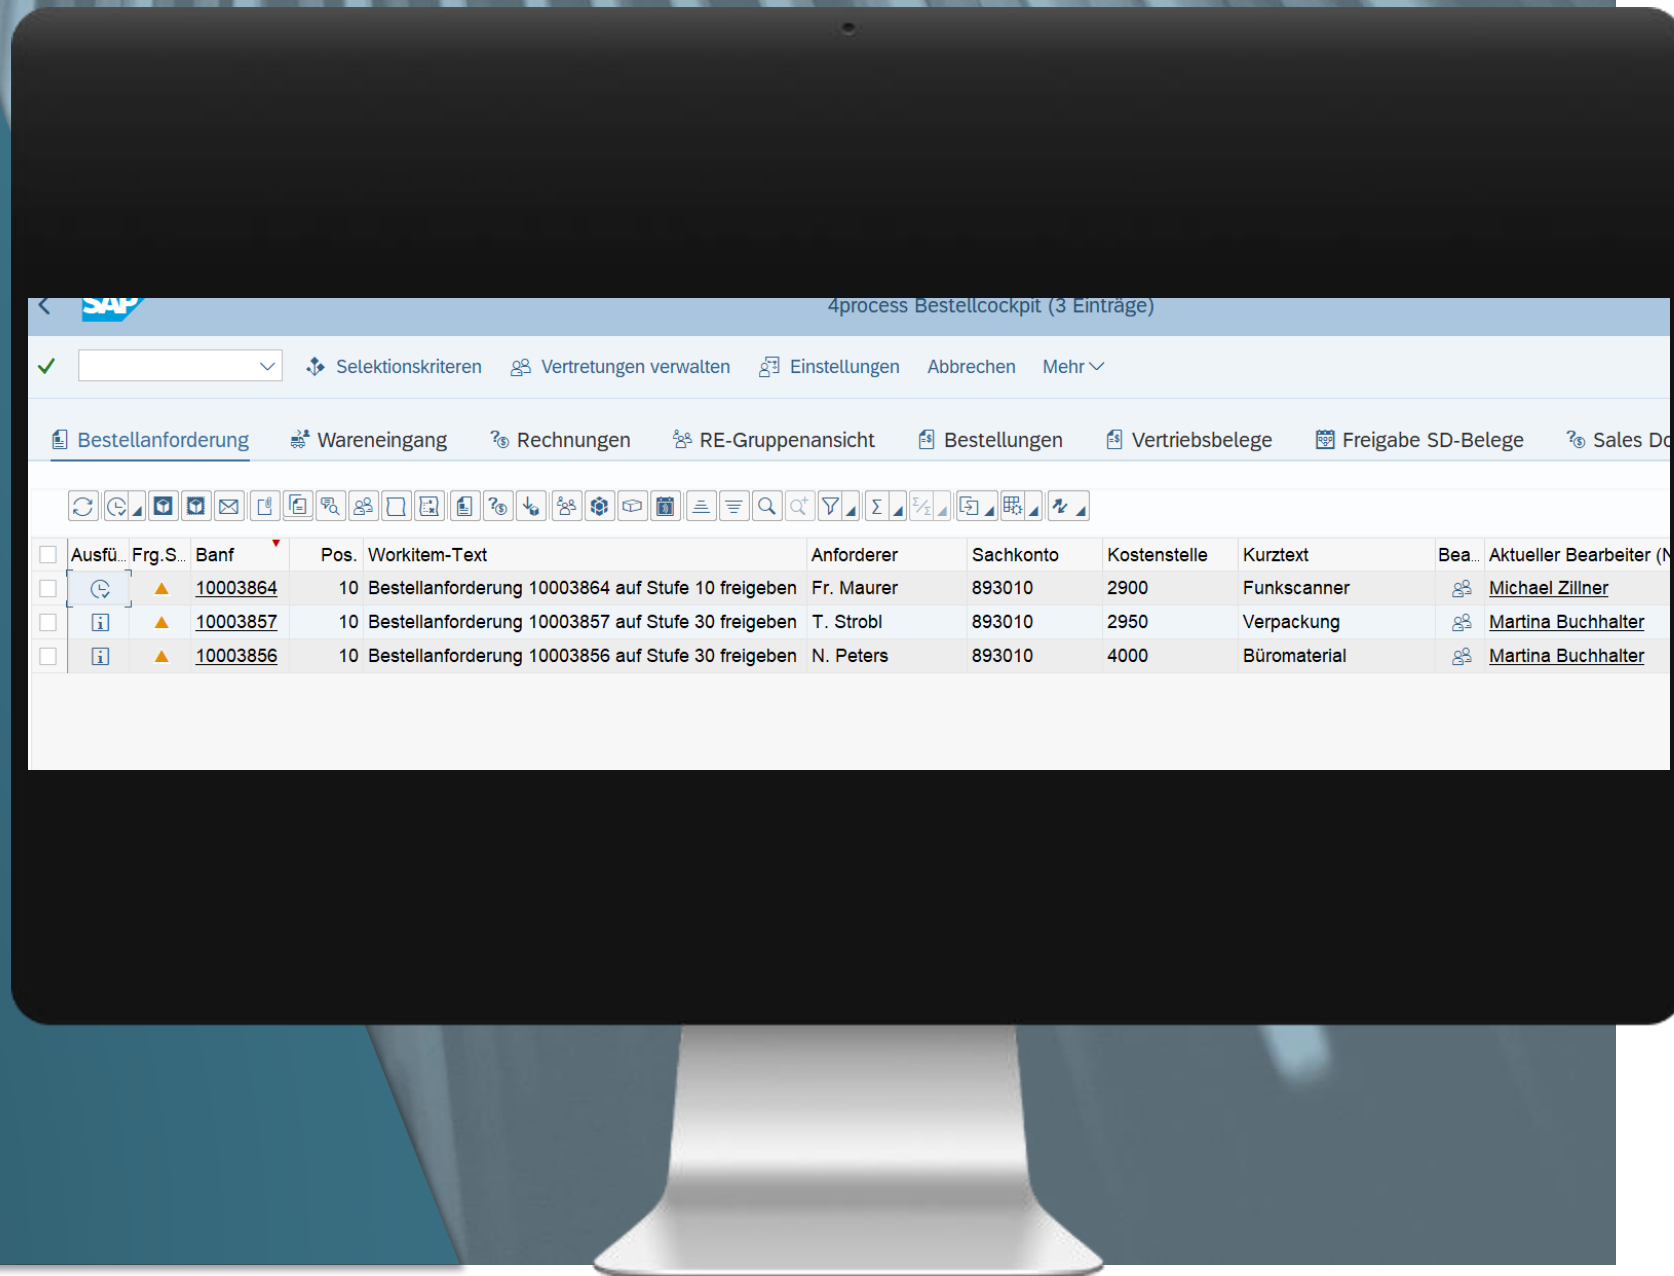 SAP 4process Bestellcockpit (3 Einträge)
Selektionskriteren Vertretungen verwalten Einstellungen Abbrechen Mehr
Bestellanforderung Wareneingang Rechnungen RE-Gruppenansicht Bestellungen Vertriebsbelege Freigabe SD-Belege Sales Do
Ausfü... Frg.S... Banf Pos. Workitem-Text Anforderer Sachkonto Kostenstelle Kurztext Bea... Aktueller Bearbeiter (N
10003864 10 Bestellanforderung 10003864 auf Stufe 10 freigeben Fr. Maurer 893010 2900 Funkscanner Michael Zillner
10003857 10 Bestellanforderung 10003857 auf Stufe 30 freigeben T. Strobl 893010 2950 Verpackung Martina Buchhalter
10003856 10 Bestellanforderung 10003856 auf Stufe 30 freigeben N. Peters 893010 4000 Büromaterial Martina Buchhalter